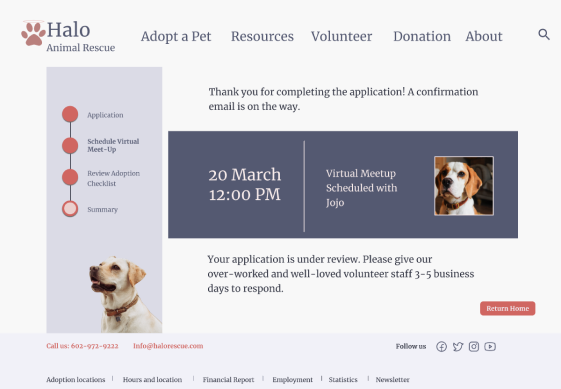 Halo
Animal Rescue
Adopt a Pet Resources Volunteer Donation About
Application
Schedule Virtual
Meet-Up
Review Adoption
Checklist
Summary
Thank you for completing the application! A confirmation
email is on the way.
20 March
12:00 PM
Virtual Meetup
Scheduled with
Jojo
Your application is under review. Please give our
over-worked and well-loved volunteer staff 3-5 business
days to respond.
Return Home
Call us: 602-972-9222 Info@halorescue.com
Follow us
Adoption locations | Hours and location | Financial Report | Employment | Statistics | Newsletter